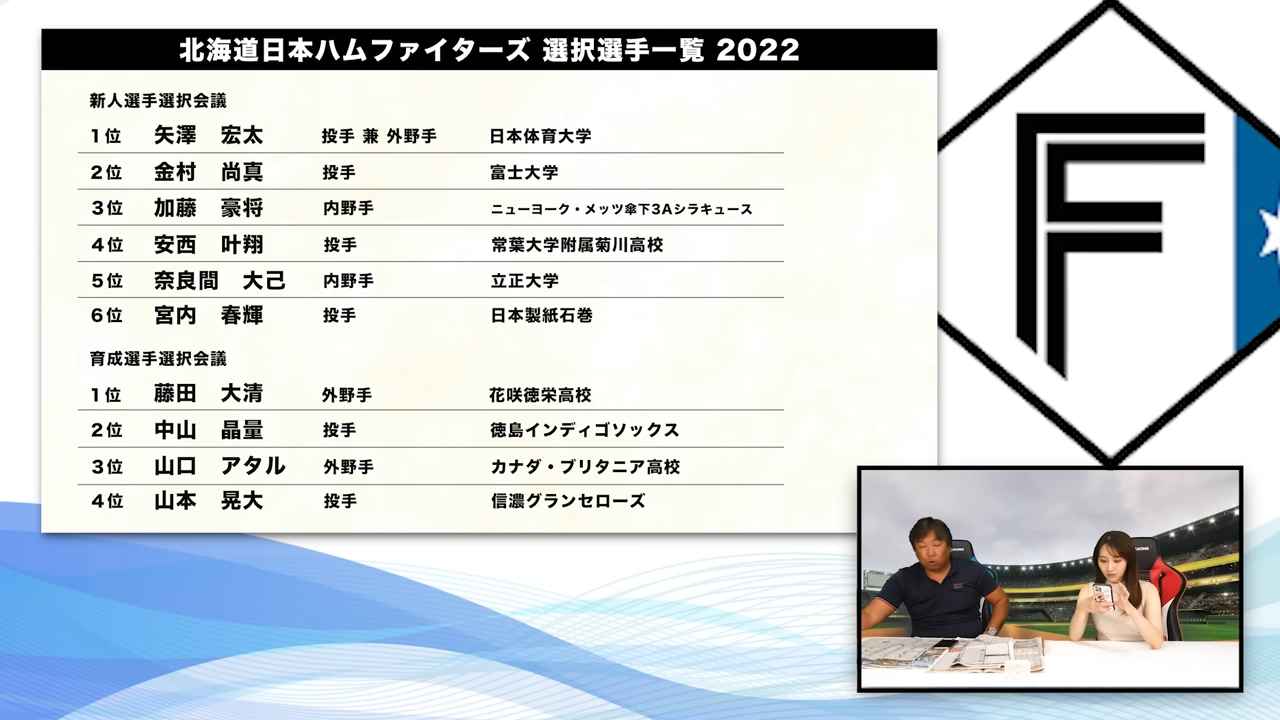 北海道日本ハムファイターズ 選択選手一覧 2022
新人選手選択会議
1位 矢澤 宏太 投手 兼 外野手 日本体育大学
2位 金村 尚真 投手 富士大学
3位 加藤 豪将 内野手 ニューヨーク・メッツ傘下3Aシラキュース
4位 安西 叶翔 投手 常葉大学附属菊川高校
5位 奈良間 大己 内野手 立正大学
6位 宮内 春輝 投手 日本製紙石巻
育成選手選択会議
1位 藤田 大清 外野手 花咲徳栄高校
2位 中山 晶量 投手 徳島インディゴソックス
3位 山口 アタル 外野手 カナダ・ブリタニア高校
4位 山本 晃大 投手 信濃グランセローズ
F